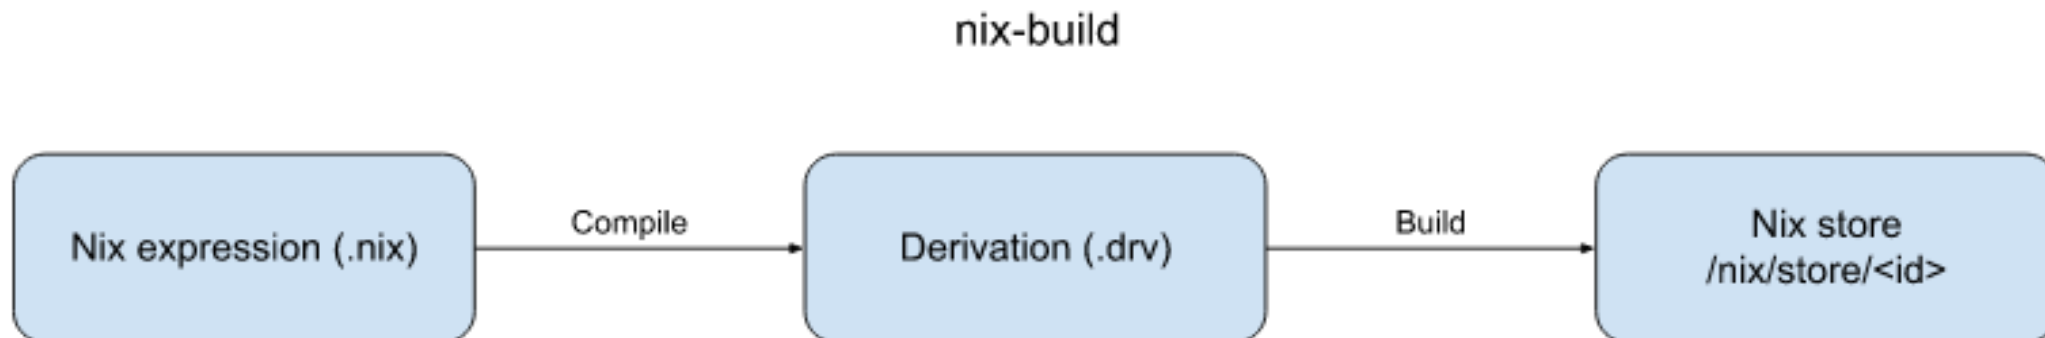 nix-build
Nix expression (.nix)
Compile
Derivation (.drv)
Build
Nix store
/nix/store/<id>